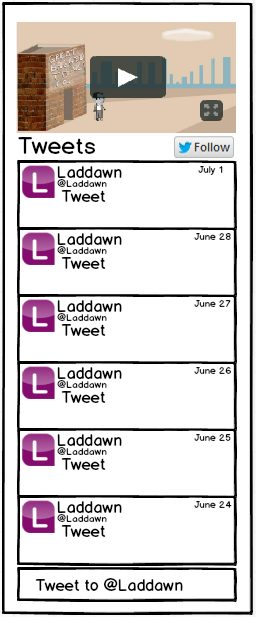 GREAT
Tweets
Follow
L
Laddawn
July 1
@Laddawn
Tweet
L
Laddawn
June 28
@Laddawn
Tweet
L
Laddawn
June 27
@Laddawn
Tweet
L
Laddawn
June 26
@Laddawn
Tweet
L
Laddawn
June 25
@Laddawn
Tweet
L
Laddawn
June 24
@Laddawn
Tweet
Tweet to @Laddawn